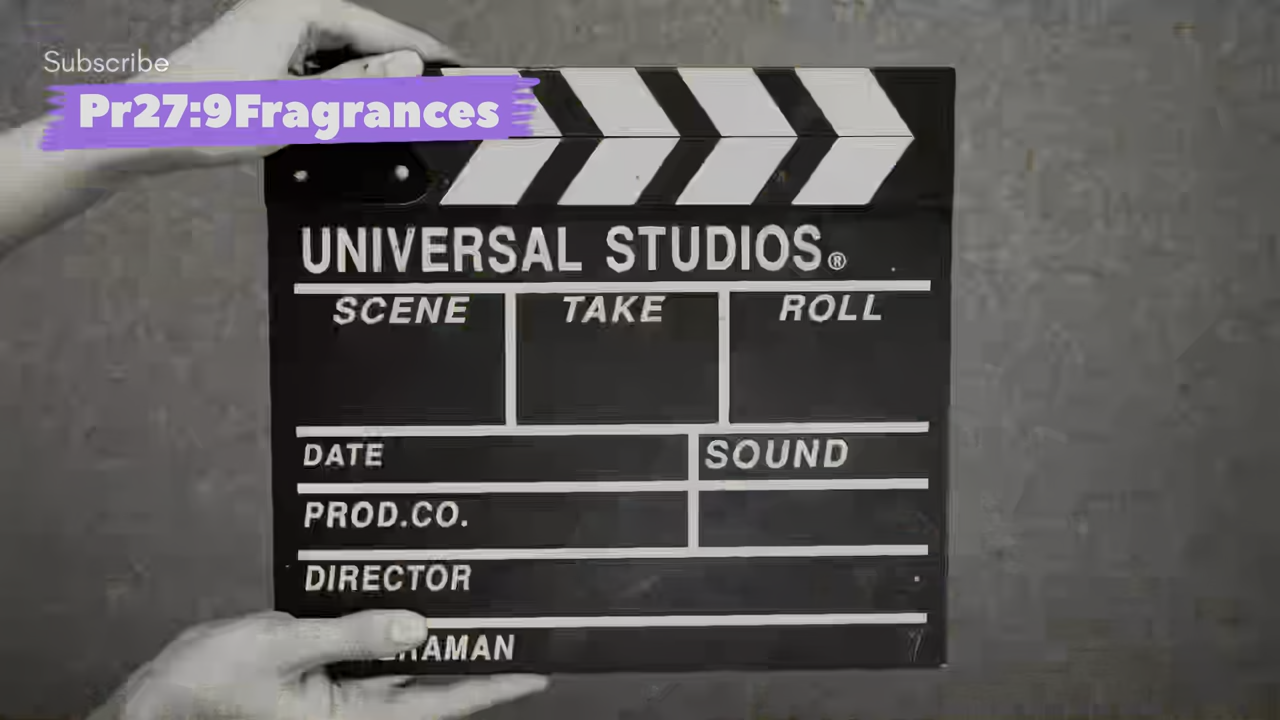 Subscribe
Pr27:9Fragrances
UNIVERSAL STUDIOS®
SCENE TAKE ROLL
DATE SOUND
PROD.CO.
DIRECTOR